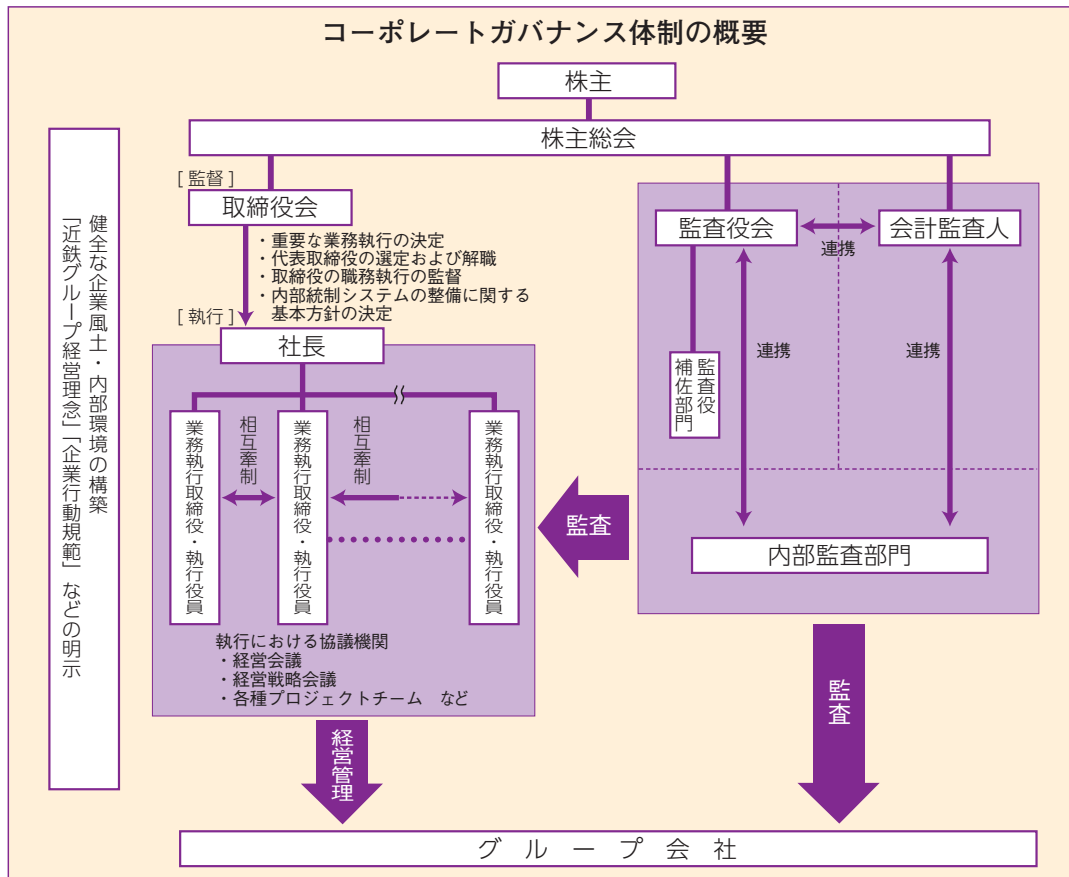 コーポレートガバナンス体制の概要
株主
株主総会
[ 監督 ]
取締役会
・重要な業務執行の決定
・代表取締役の選定および解職
・取締役の職務執行の監督
・内部統制システムの整備に関する
基本方針の決定
[ 執行 ]
社長
業務執行取締役・執行役員
相互牽制
業務執行取締役・執行役員
相互牽制
業務執行取締役・執行役員
執行における協議機関
・経営会議
・経営戦略会議
・各種プロジェクトチーム など
監査役会
連携
会計監査人
監査役
補佐部門
連携
連携
内部監査部門
監査
監査
経営管理
グループ会社
健全な企業風土・内部環境の構築
「近鉄グループ経営理念」「企業行動規範」などの明示